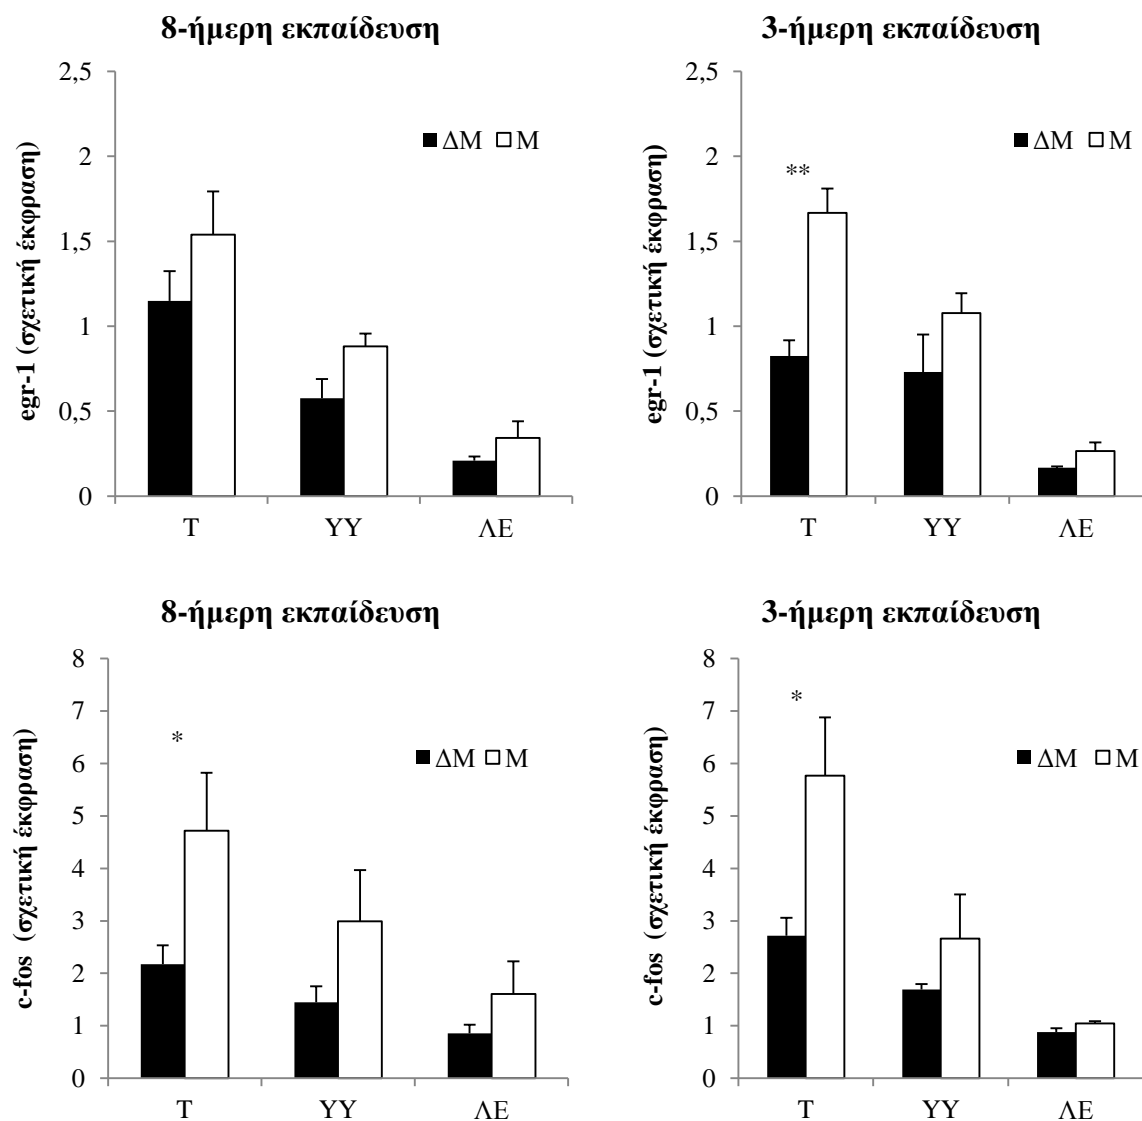 8-ήμερη εκπαίδευση
egr-1 (σχετική έκφραση)
2,5
2
1,5
1
0,5
0
ΔΜ Μ
Τ ΥΥ ΛΕ
3-ήμερη εκπαίδευση
egr-1 (σχετική έκφραση)
2,5
2
1,5
1
0,5
0
**
ΔΜ Μ
Τ ΥΥ ΛΕ
8-ήμερη εκπαίδευση
c-fos (σχετική έκφραση)
8
7
6
5
4
3
2
1
0
*
ΔΜ Μ
Τ ΥΥ ΛΕ
3-ήμερη εκπαίδευση
c-fos (σχετική έκφραση)
8
7
6
5
4
3
2
1
0
*
ΔΜ Μ
Τ ΥΥ ΛΕ